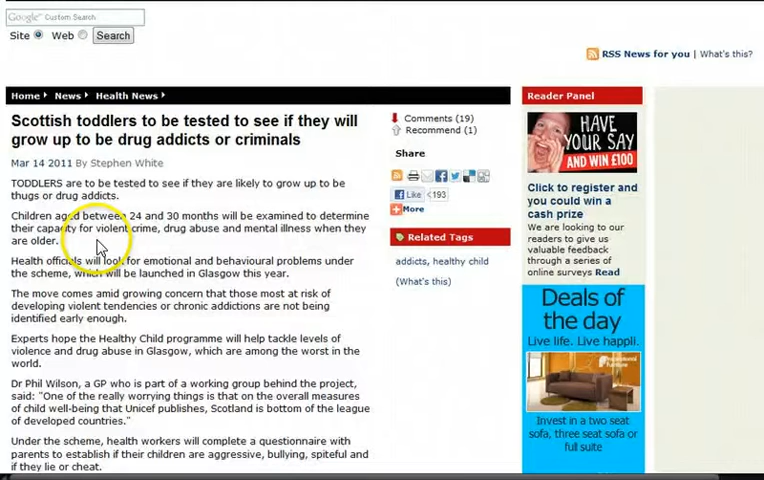 Google™ Custom Search
Site Web Search
RSS News for you | What's this?
Home News Health News
Scottish toddlers to be tested to see if they will
grow up to be drug addicts or criminals
Mar 14 2011 By Stephen White
TODDLERS are to be tested to see if they are likely to grow up to be
thugs or drug addicts.
Children aged between 24 and 30 months will be examined to determine
their capacity for violent crime, drug abuse and mental illness when they
are older.
Health officials will look for emotional and behavioural problems under
the scheme, which will be launched in Glasgow this year.
The move comes amid growing concern that those most at risk of
developing violent tendencies or chronic addictions are not being
identified early enough.
Experts hope the Healthy Child programme will help tackle levels of
violence and drug abuse in Glasgow, which are among the worst in the
world.
Dr Phil Wilson, a GP who is part of a working group behind the project,
said: "One of the really worrying things is that on the overall measures
of child well-being that Unicef publishes, Scotland is bottom of the league
of developed countries."
Under the scheme, health workers will complete a questionnaire with
parents to establish if their children are aggressive, bullying, spiteful and
if they lie or cheat.
Comments (19)
Recommend (1)
Share
Like 193
More
Related Tags
addicts, healthy child
(What's this?)
Reader Panel
HAVE
YOUR SAY
AND WIN £100
Click to register and
you could win a
cash prize
We are looking to our
readers to give us
valuable feedback
through a series of
online surveys Read
Deals of
the day
Live life. Live happli.
Invest in a two seat
sofa, three seat sofa or
full suite